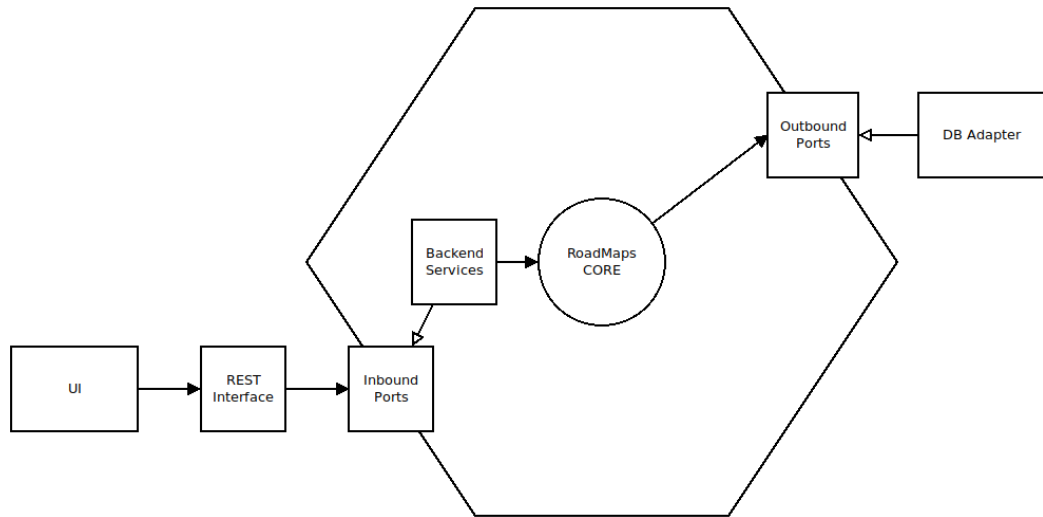 Outbound
Ports
DB Adapter
Backend
Services
RoadMaps
CORE
UI
REST
Interface
Inbound
Ports